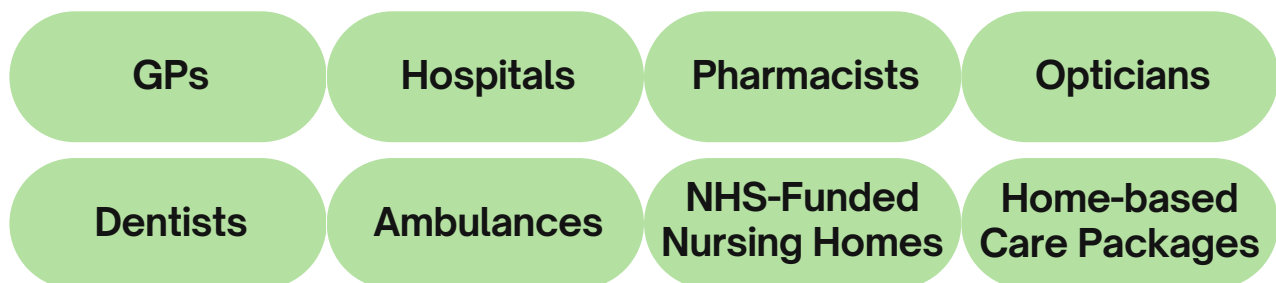 GPs
Hospitals
Pharmacists
Opticians
Dentists
Ambulances
NHS-Funded
Nursing Homes
Home-based
Care Packages